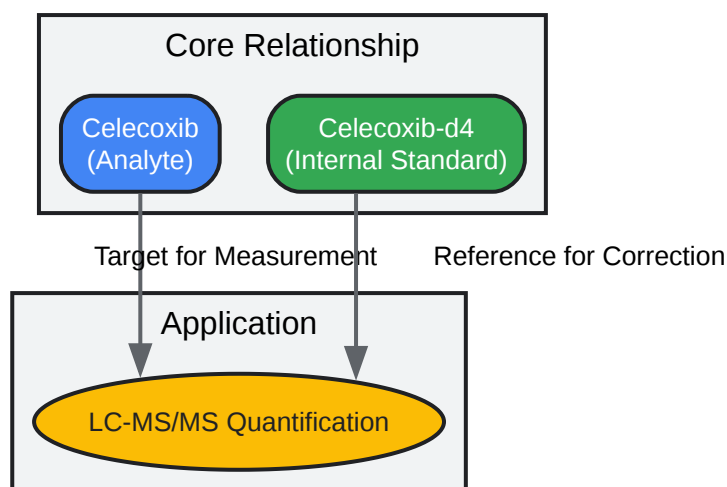 Core Relationship
Celecoxib
(Analyte)
Celecoxib-d4
(Internal Standard)
Target for Measurement
Reference for Correction
Application
LC-MS/MS Quantification